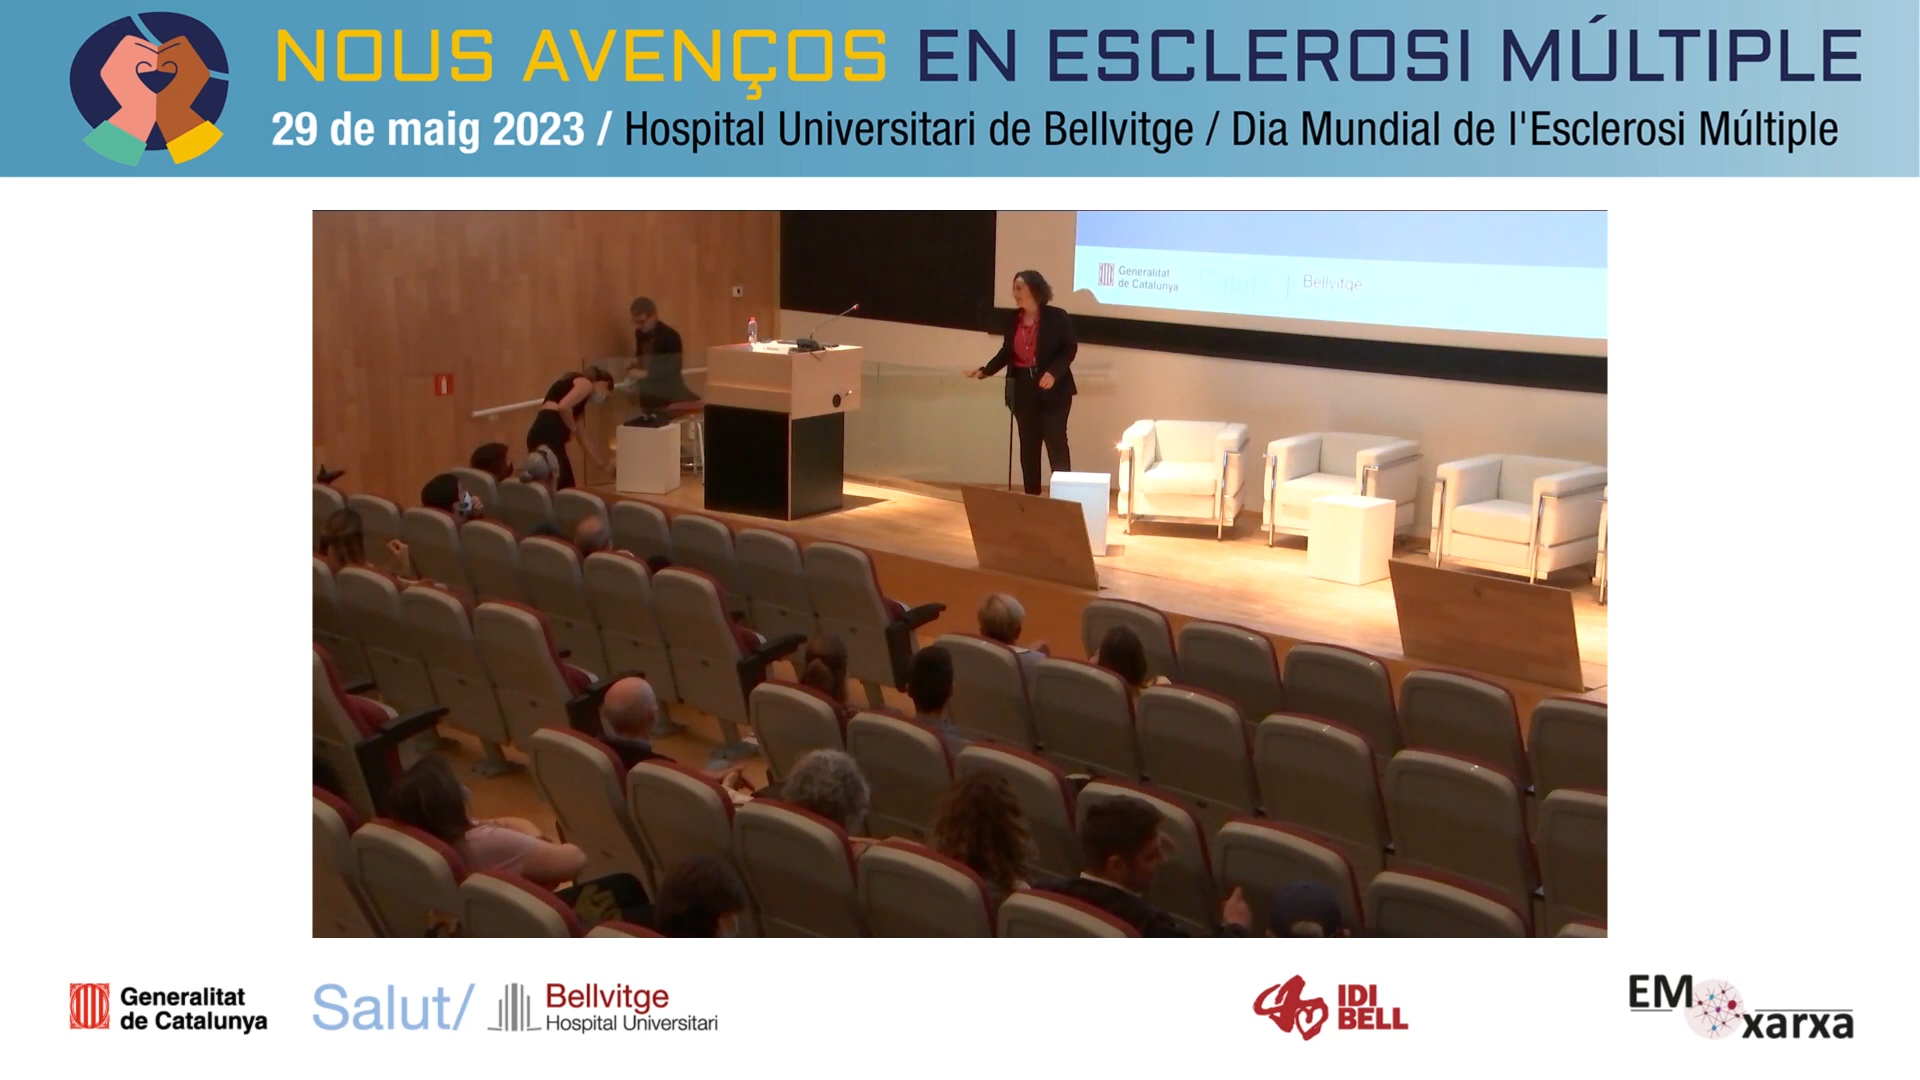 NOUS AVENÇOS EN ESCLEROSI MÚLTIPLE
29 de maig 2023 / Hospital Universitari de Bellvitge / Dia Mundial de l'Esclerosi Múltiple
Generalitat
de Catalunya
Salut/
Bellvitge
Generalitat
de Catalunya
Salut/
Bellvitge
Hospital Universitari
IDI
BELL
EM
xarxa